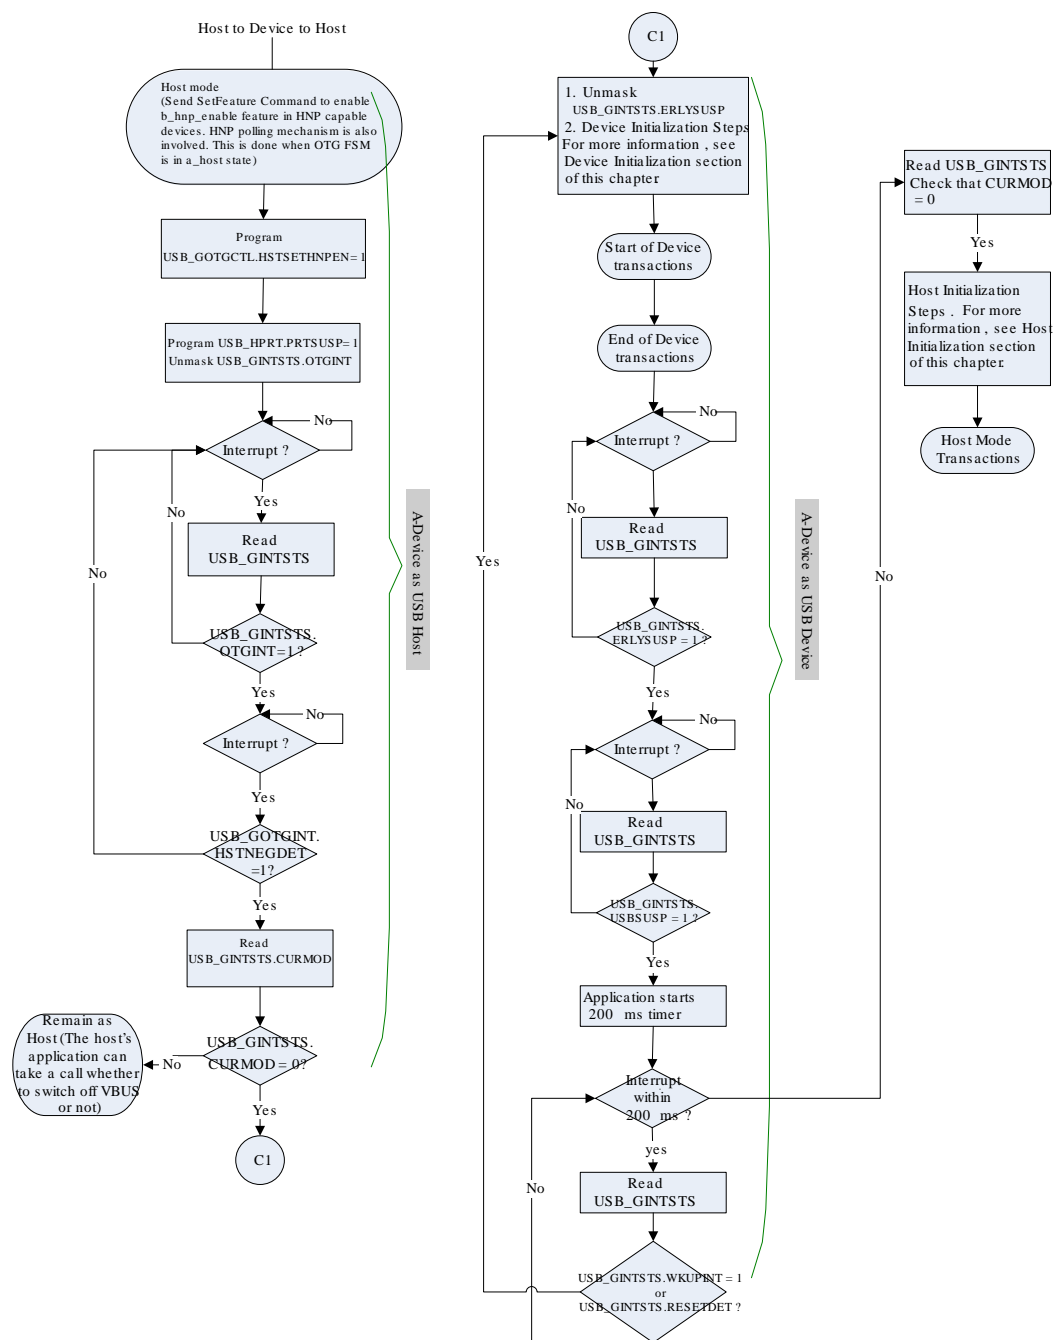 Host to Device to Host
Host mode
(Send SetFeature Command to enable
b_hnp_enable feature in HNP capable
devices. HNP polling mechanism is also
involved. This is done when OTG FSM
is in a_host state)
Program
USB_GOTGCTL.HSTSETHNPEN= 1
Program USB_HPRT.PRTSUSP= 1
Unmask USB_GINTSTS.OTGINT
No
Interrupt ?
Yes
No
Read
USB_GINTSTS
No
USB_GINTSTS.
OTGINT=1?
Yes
No
Interrupt ?
Yes
USB_GOTGINT.
HSTNEGDET
=1?
Yes
Read
USB_GINTSTS.CURMOD
USB_GINTSTS.
CURMOD = 0?
No
Remain as
Host (The host's
application can
take a call whether
to switch off VBUS
or not)
Yes
C1
A-Device as USB Host
C1
1. Unmask
USB_GINTSTS.ERLYSUSP
2. Device Initialization Steps
For more information , see
Device Initialization section
of this chapter
Start of Device
transactions
End of Device
transactions
No
Interrupt ?
No
Read
USB_GINTSTS
USB_GINTSTS.
ERLYSUSP = 1 ?
Yes
No
Interrupt ?
No
Read
USB_GINTSTS
USB_GINTSTS.
USBSUSP = 1 ?
Yes
Application starts
200 ms timer
Interrupt
within
200 ms ?
yes
No
Read
USB_GINTSTS
USB_GINTSTS.WKUPINT = 1
or
USB_GINTSTS.RESETDET ?
Yes
A-Device as USB Device
No
Read USB_GINTSTS
Check that CURMOD
= 0
Yes
Host Initialization
Steps . For more
information , see Host
Initialization section
of this chapter.
Host Mode
Transactions